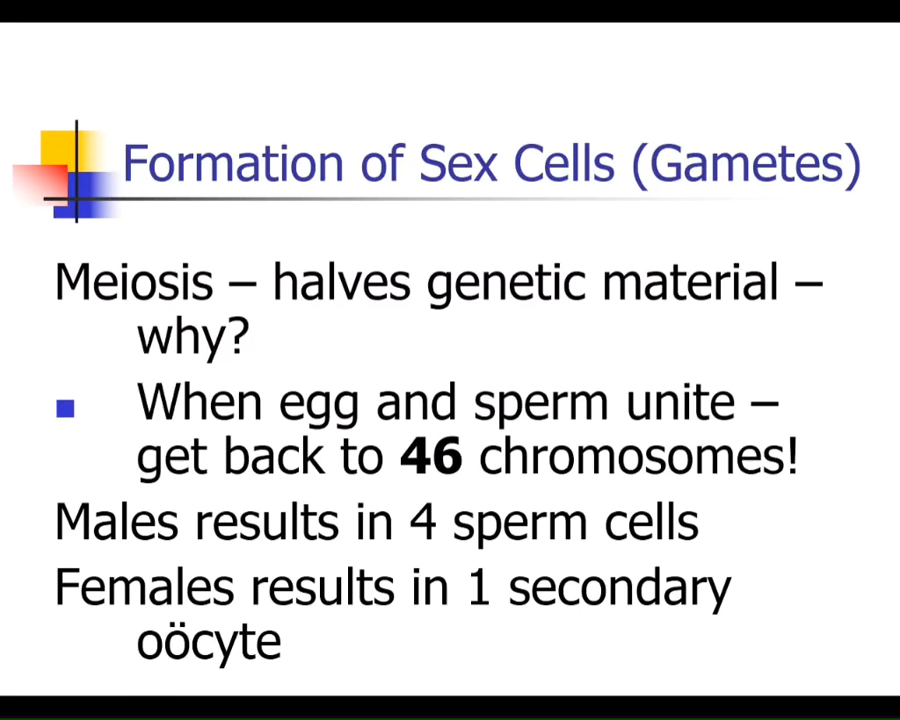 Formation of Sex Cells (Gametes)
Meiosis – halves genetic material –
why?
When egg and sperm unite –
get back to 46 chromosomes!
Males results in 4 sperm cells
Females results in 1 secondary
oöcyte